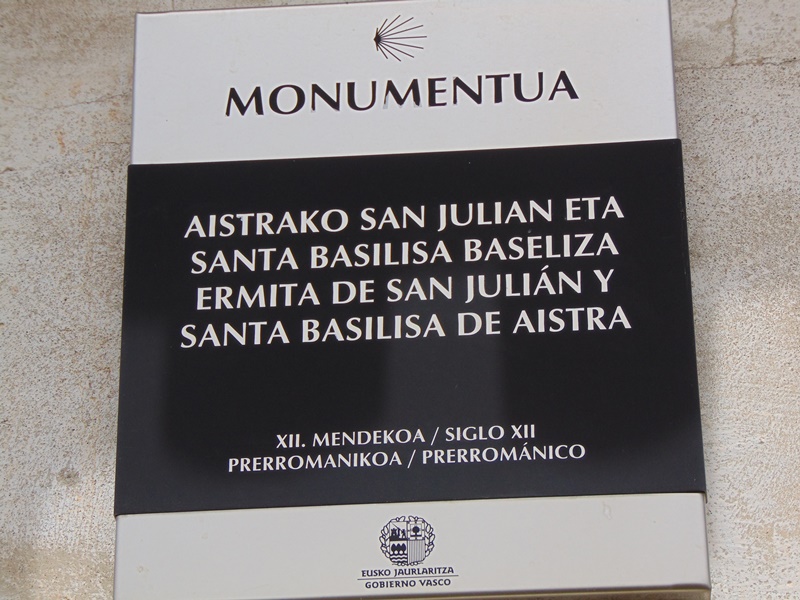 MONUMENTUA
AISTRAKO SAN JULIAN ETA
SANTA BASILISA BASELIZA
ERMITA DE SAN JULIÁN Y
SANTA BASILISA DE AISTRA
XII. MENDEKOA / SIGLO XII
PRERROMANIKOA / PRERROMÁNICO
EUSKO JAURLARITZA
GOBIERNO VASCO